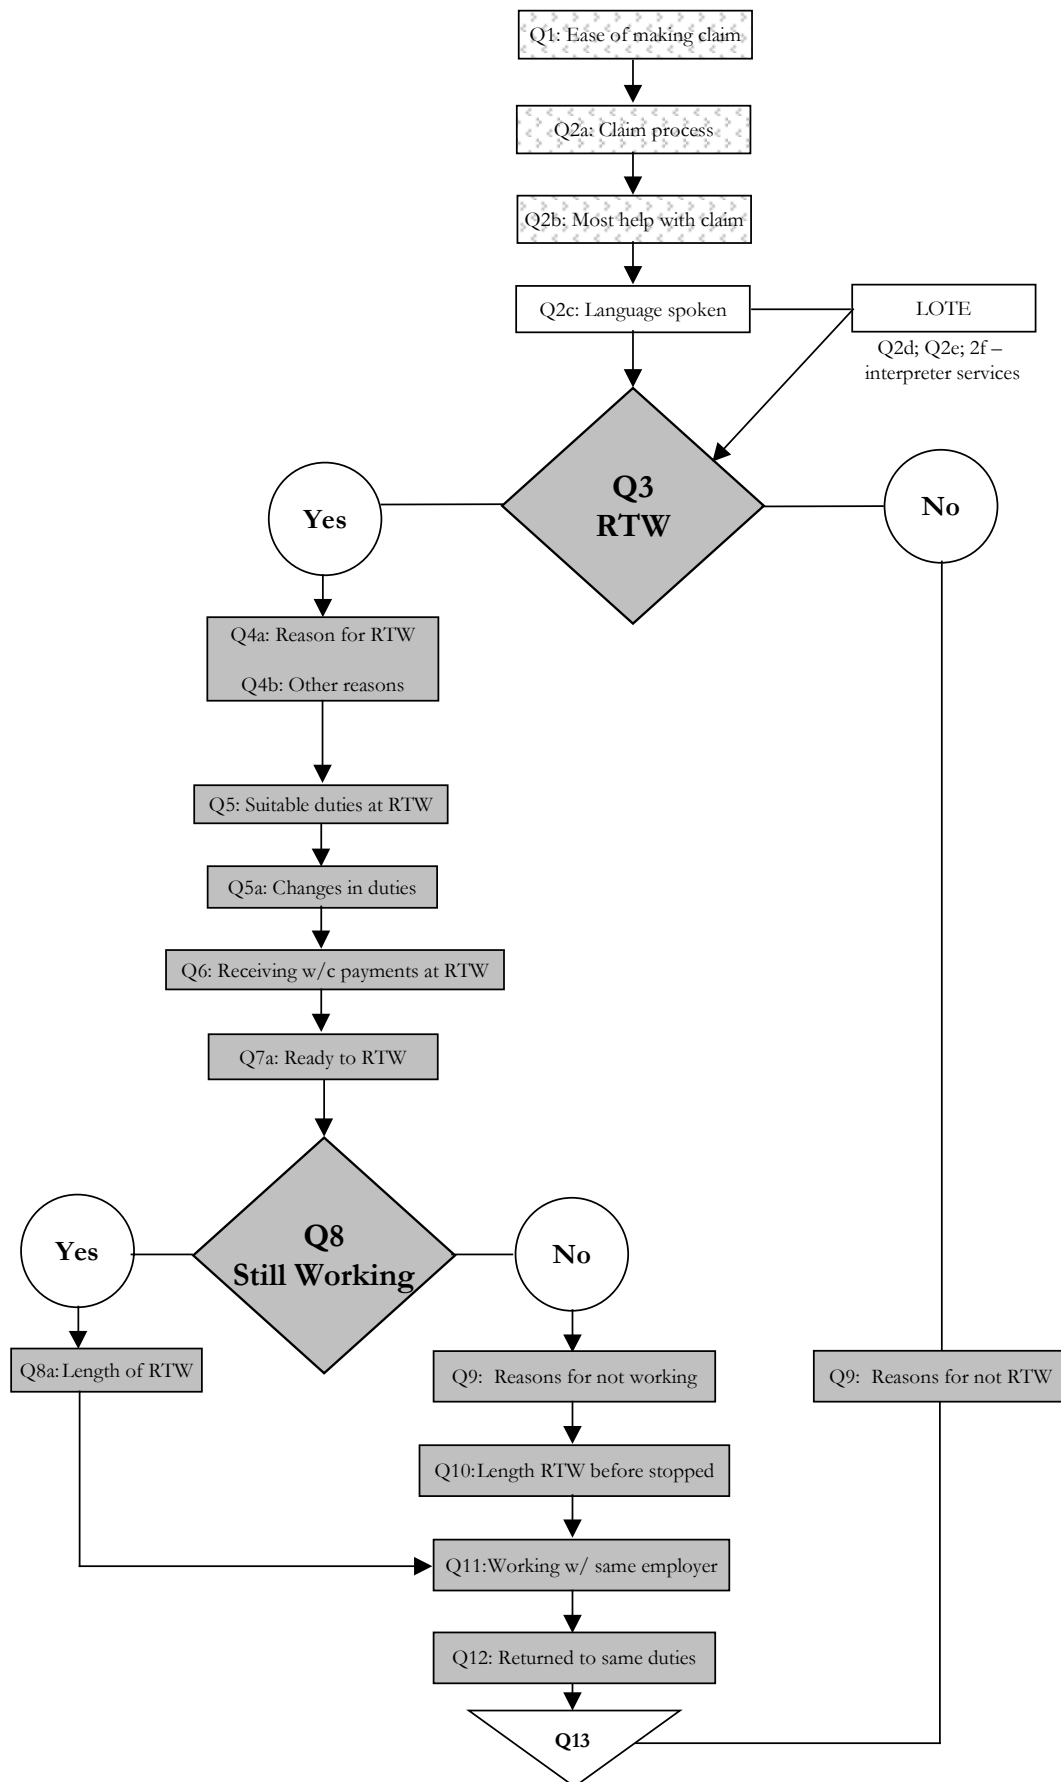 Q1: Ease of making claim
Q2a: Claim process
Q2b: Most help with claim
Q2c: Language spoken
LOTE
Q2d; Q2e; 2f –
interpreter services
Q3
RTW
Yes
No
Q4a: Reason for RTW
Q4b: Other reasons
Q5: Suitable duties at RTW
Q5a: Changes in duties
Q6: Receiving w/c payments at RTW
Q7a: Ready to RTW
Q8
Still Working
Yes
No
Q8a: Length of RTW
Q9: Reasons for not working
Q9: Reasons for not RTW
Q10:Length RTW before stopped
Q11:Working w/ same employer
Q12: Returned to same duties
Q13